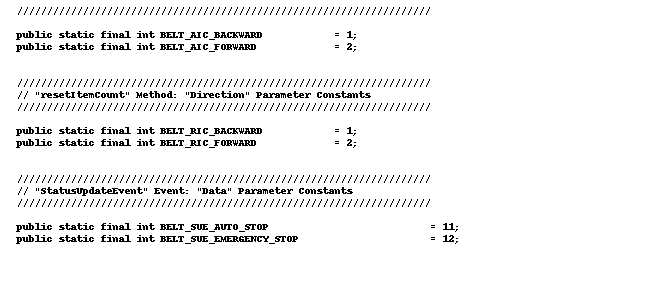 /////////////////////////////////////////////////////////////////////
public static final int BELT_AIC_BACKWARD = 1;
public static final int BELT_AIC_FORWARD = 2;
/////////////////////////////////////////////////////////////////////
// "resetItemCount" Method: "Direction" Parameter Constants
/////////////////////////////////////////////////////////////////////
public static final int BELT_RIC_BACKWARD = 1;
public static final int BELT_RIC_FORWARD = 2;
/////////////////////////////////////////////////////////////////////
// "StatusUpdateEvent" Event: "Data" Parameter Constants
/////////////////////////////////////////////////////////////////////
public static final int BELT_SUE_AUTO_STOP = 11;
public static final int BELT_SUE_EMERGENCY_STOP = 12;